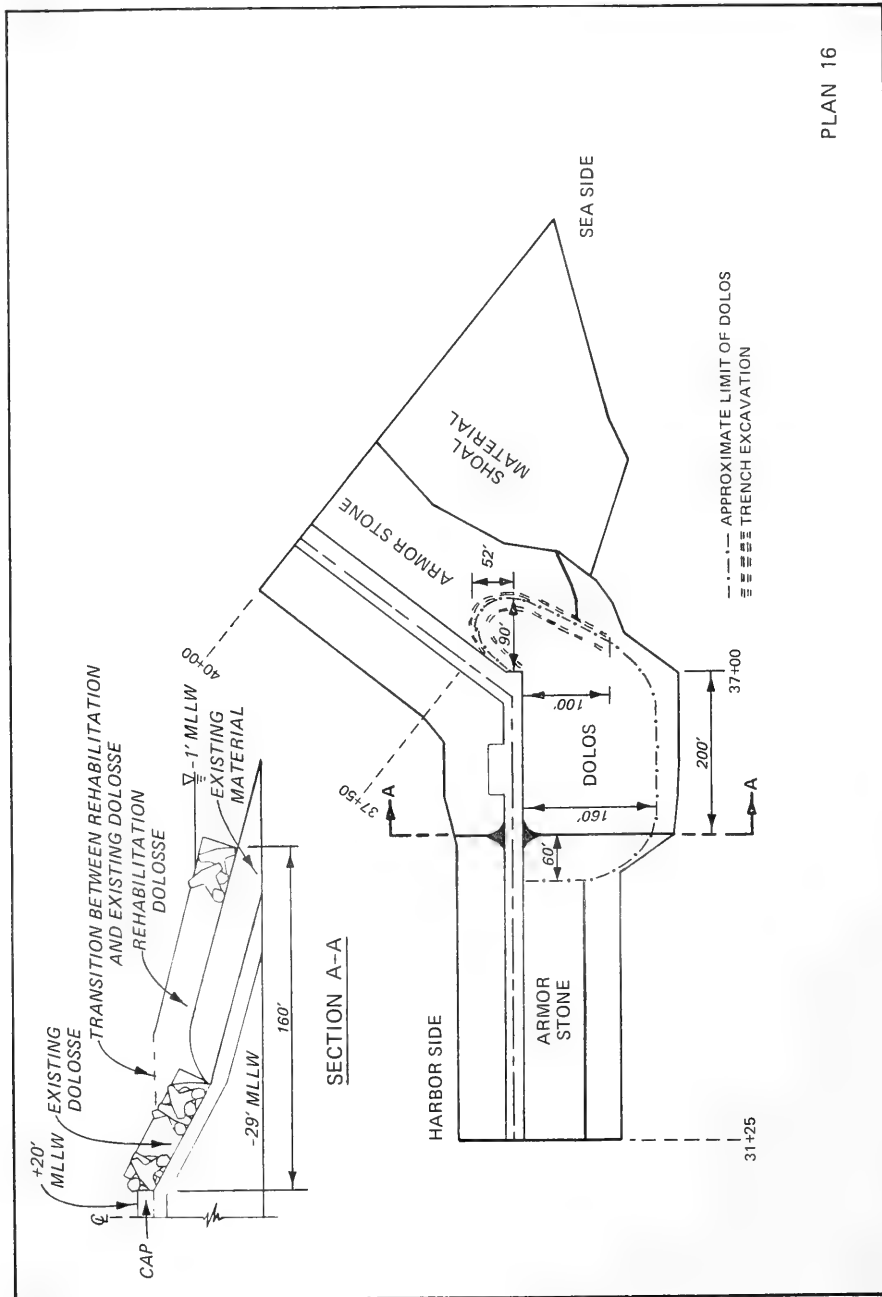 +20'
MLLW
EXISTING
DOLOSSE
TRANSITION BETWEEN REHABILITATION
AND EXISTING DOLOSSE
REHABILITATION
DOLOSSE
-1' MLLW
EXISTING
MATERIAL
℄
CAP
-29' MLLW
160'
SECTION A-A
40+00
37+50
HARBOR SIDE
ARMOR STONE
SHOAL
MATERIAL
SEA SIDE
52'
90'
100'
DOLOS
160'
60'
A
A
200'
37+00
ARMOR
STONE
31+25
APPROXIMATE LIMIT OF DOLOS
TRENCH EXCAVATION
PLAN 16